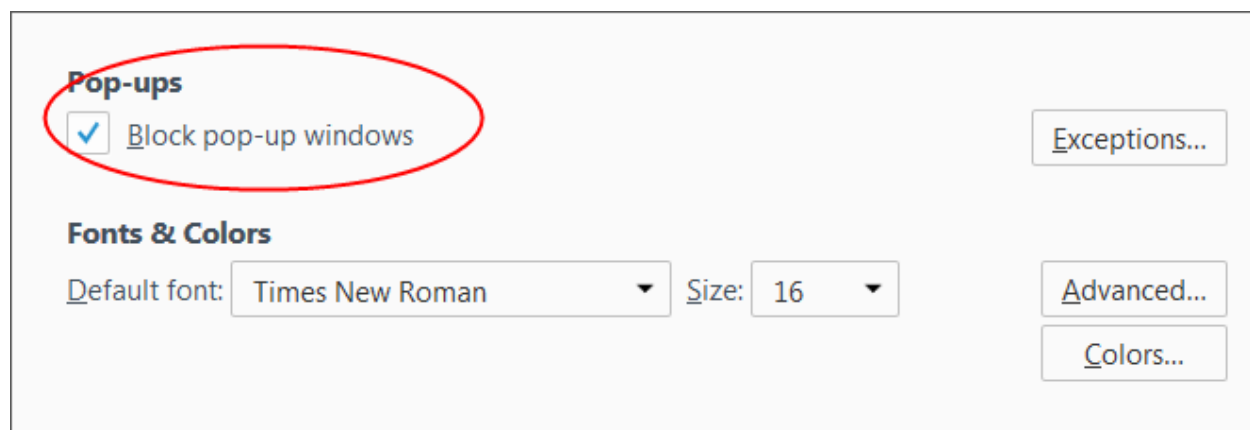 Pop-ups
Block pop-up windows
Exceptions...
Fonts & Colors
Default font: Times New Roman Size: 16 Advanced...
Colors...